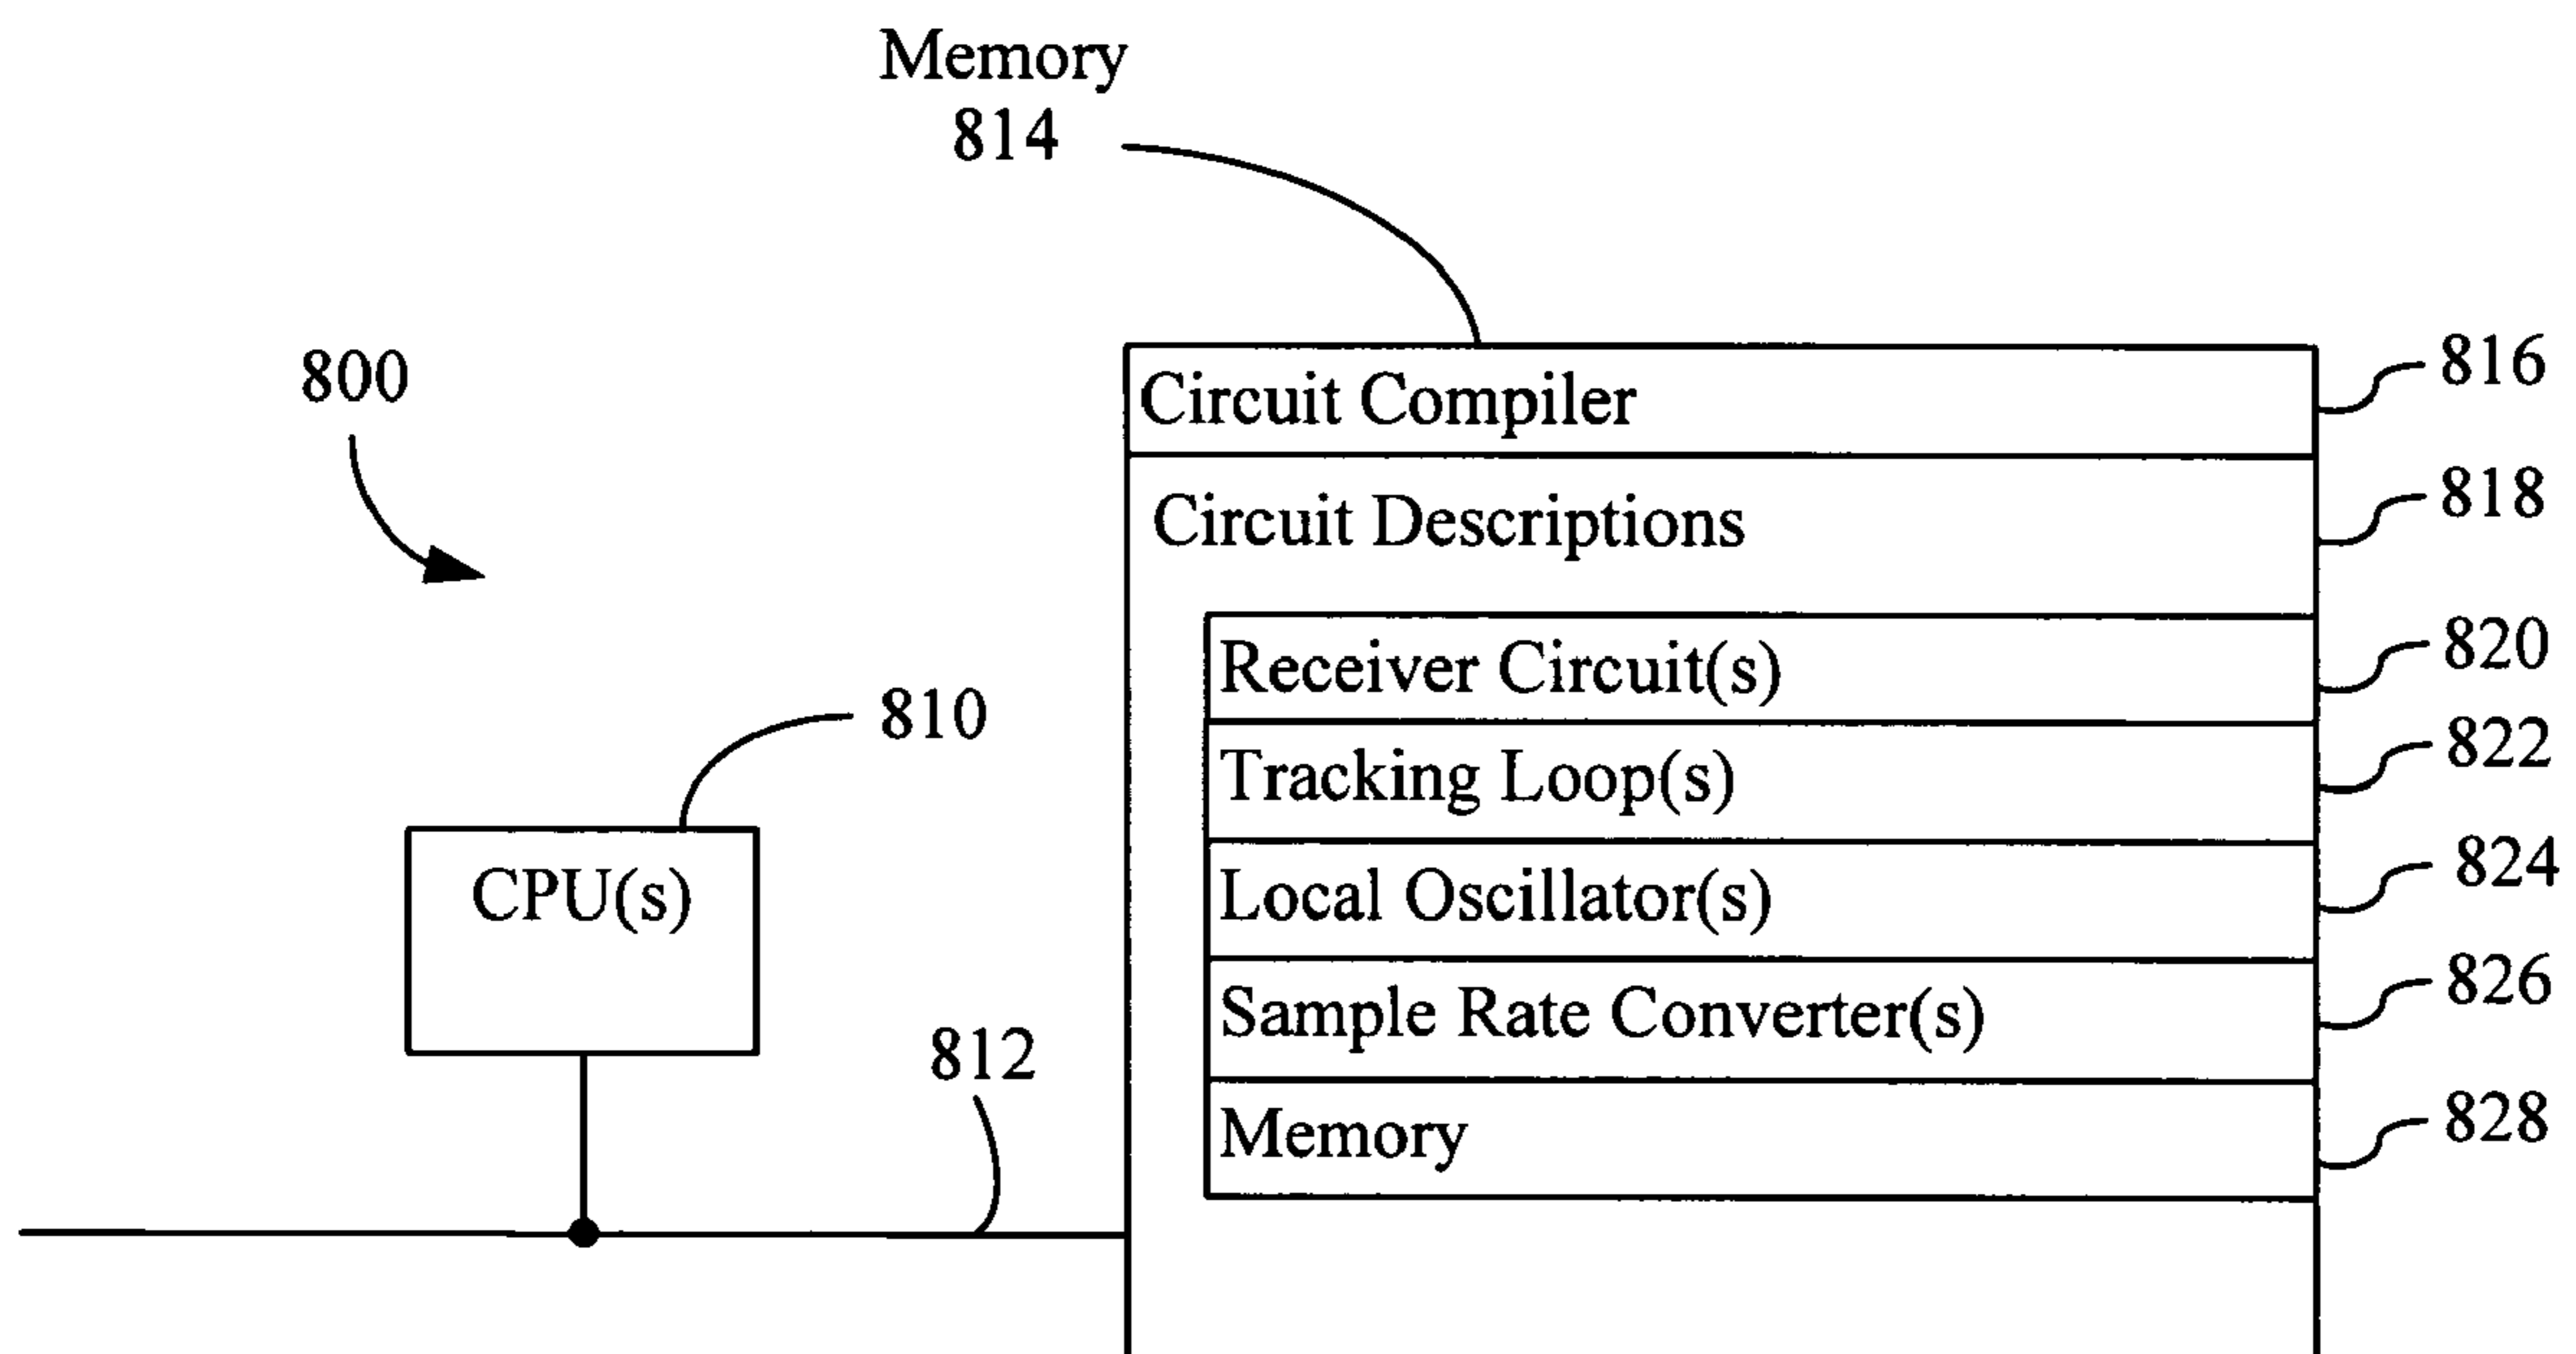 Memory
814
800
Circuit Compiler
816
Circuit Descriptions
818
Receiver Circuit(s)
820
810
Tracking Loop(s)
822
CPU(s)
Local Oscillator(s)
824
Sample Rate Converter(s)
826
812
Memory
828